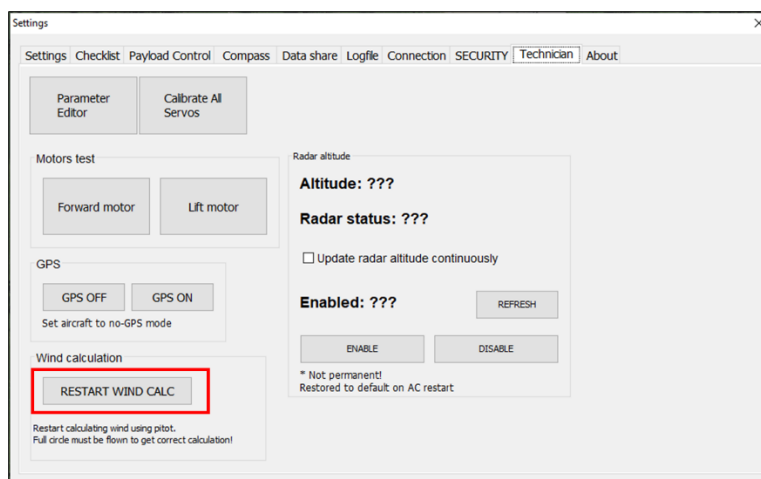 Settings
Settings Checklist Payload Control Compass Data share Logfile Connection SECURITY Technician About
Parameter
Editor
Calibrate All
Servos
Motors test
Forward motor
Lift motor
GPS
GPS OFF
GPS ON
Set aircraft to no-GPS mode
Wind calculation
RESTART WIND CALC
Restart calculating wind using pitot.
Full circle must be flown to get correct calculation!
Radar altitude
Altitude: ???
Radar status: ???
Update radar altitude continuously
Enabled: ???
REFRESH
ENABLE
DISABLE
* Not permanent!
Restored to default on AC restart